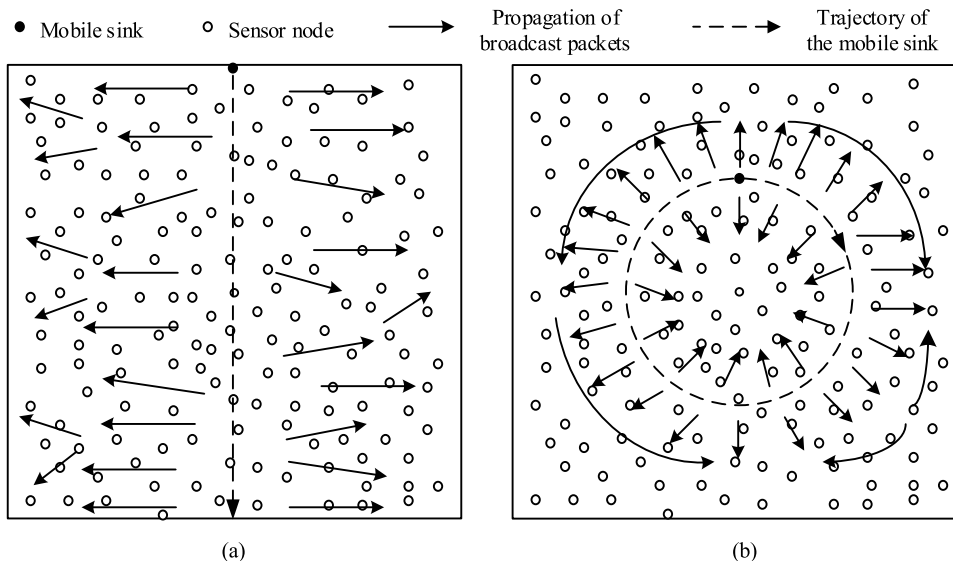 Mobile sink
Sensor node
Propagation of
broadcast packets
Trajectory of
the mobile sink
(a)
(b)